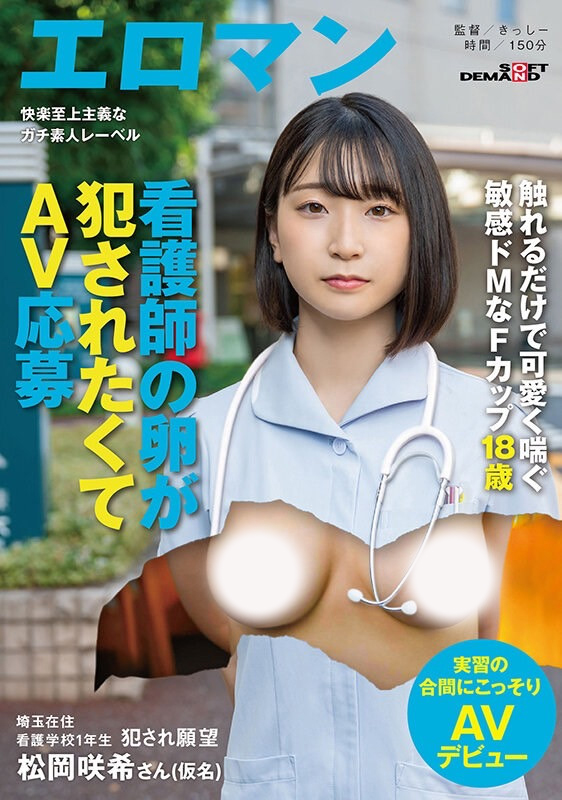 エロマン
快楽至上主義な
ガチ素人レーベル
監督／きっしー
時間／150分
SOFT
ON
DEMAND
触れるだけで可愛く喘ぐ
敏感ドMなFカップ18歳
看護師の卵が
犯されたくて
AV応募
実習の
合間にこっそり
AV
デビュー
埼玉在住
看護学校1年生 犯され願望
松岡咲希さん(仮名)